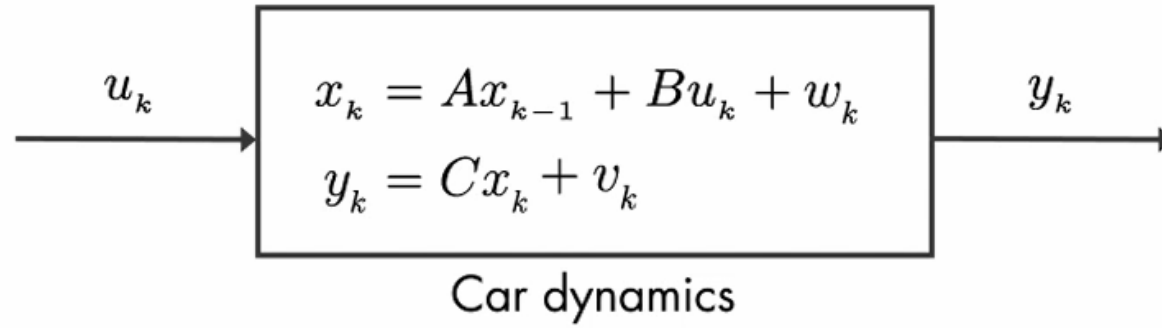 u_k
x_k = Ax_{k-1} + Bu_k + w_k
y_k = Cx_k + v_k
y_k
Car dynamics